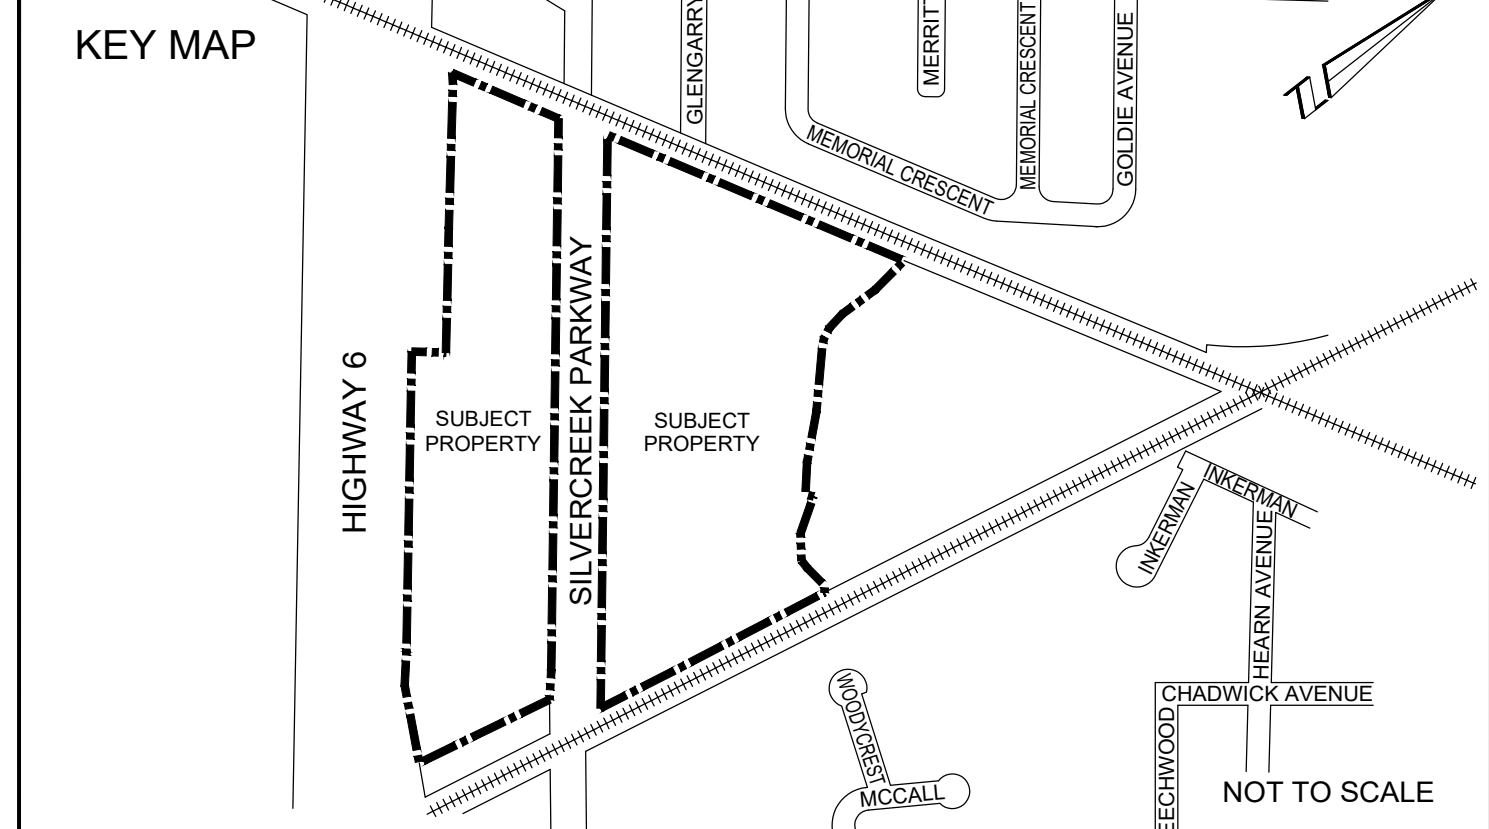 KEY MAP
GLENGARRY
MERRITT
MEMORIAL CRESCENT
GOLDIE AVENUE
MEMORIAL CRESCENT
HIGHWAY 6
SILVERCREEK PARKWAY
SUBJECT
PROPERTY
SUBJECT
PROPERTY
INKERMAN
INKERMAN
HEARN AVENUE
CHADWICK AVENUE
WOODYCREST
MCCALL
EECHWOOD
NOT TO SCALE